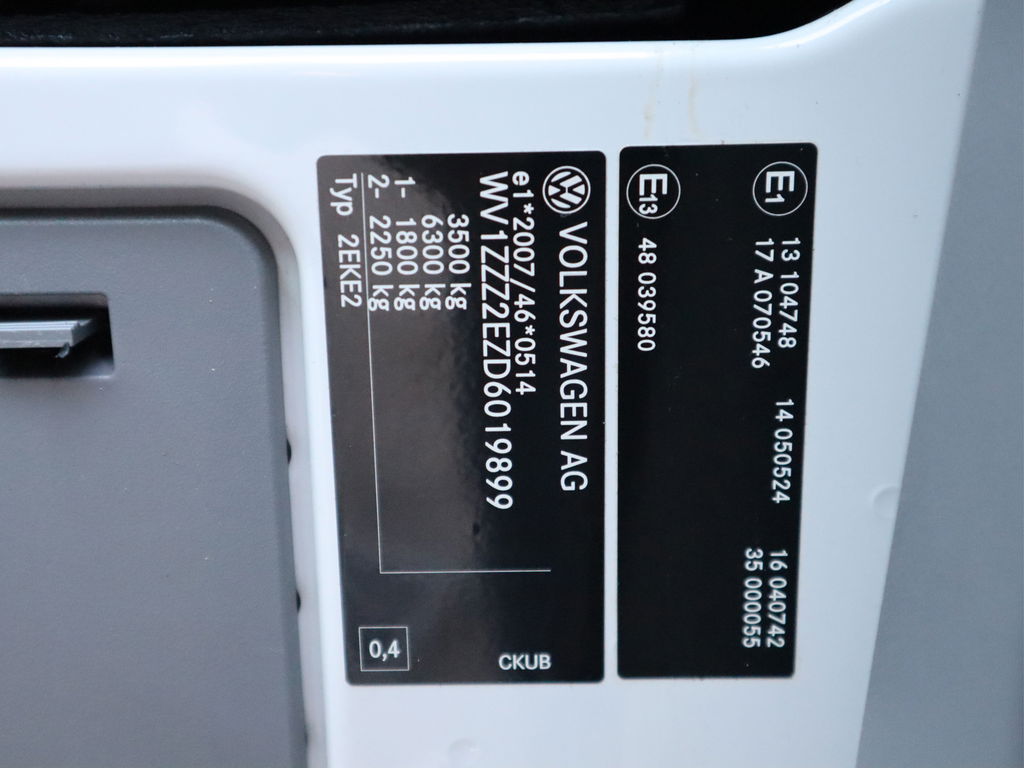 VOLKSWAGEN AG
e1*2007/46*0514
WV1ZZZ2EZD6019899
3500 kg
6300 kg
1- 1800 kg
2- 2250 kg
Typ 2EKE2
CKUB
0,4
E1 13 104748 14 050524 16 040742
17 A 070546 35 000055
E13 48 039580